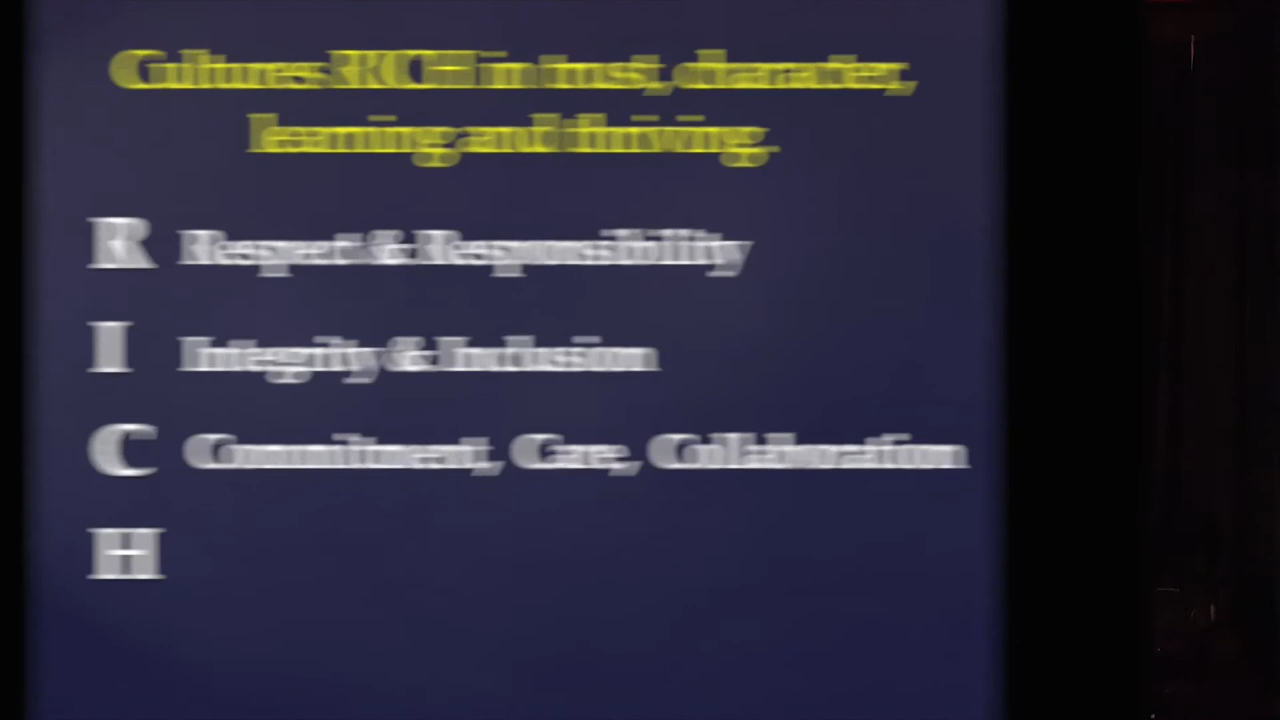 Cultures RICH in trust, character,
learning and thriving.
R Respect & Responsibility
I Integrity & Inclusion
C Commitment, Care, Collaboration
H